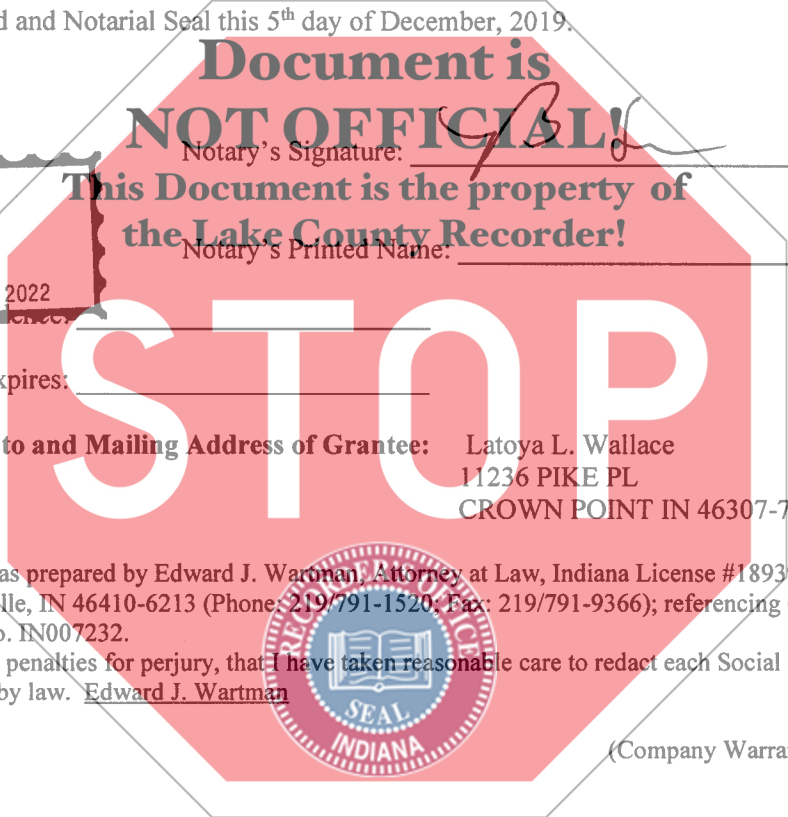 d and Notarial Seal this 5th day of December, 2019.
Document is
NOT OFFICIAL!
Notary's Signature:
This Document is the property of
the Lake County Recorder!
Notary's Printed Name:
2022
dence:
xpires:
STOP
to and Mailing Address of Grantee: Latoya L. Wallace
11236 PIKE PL
CROWN POINT IN 46307-7
as prepared by Edward J. Wartman, Attorney at Law, Indiana License #1893
lle, IN 46410-6213 (Phone: 219/791-1520; Fax: 219/791-9366); referencing
o. IN007232.
penalties for perjury, that I have taken reasonable care to redact each Social
by law. Edward J. Wartman
RECORDER'S OFFICE
SEAL
INDIANA
(Company Warra